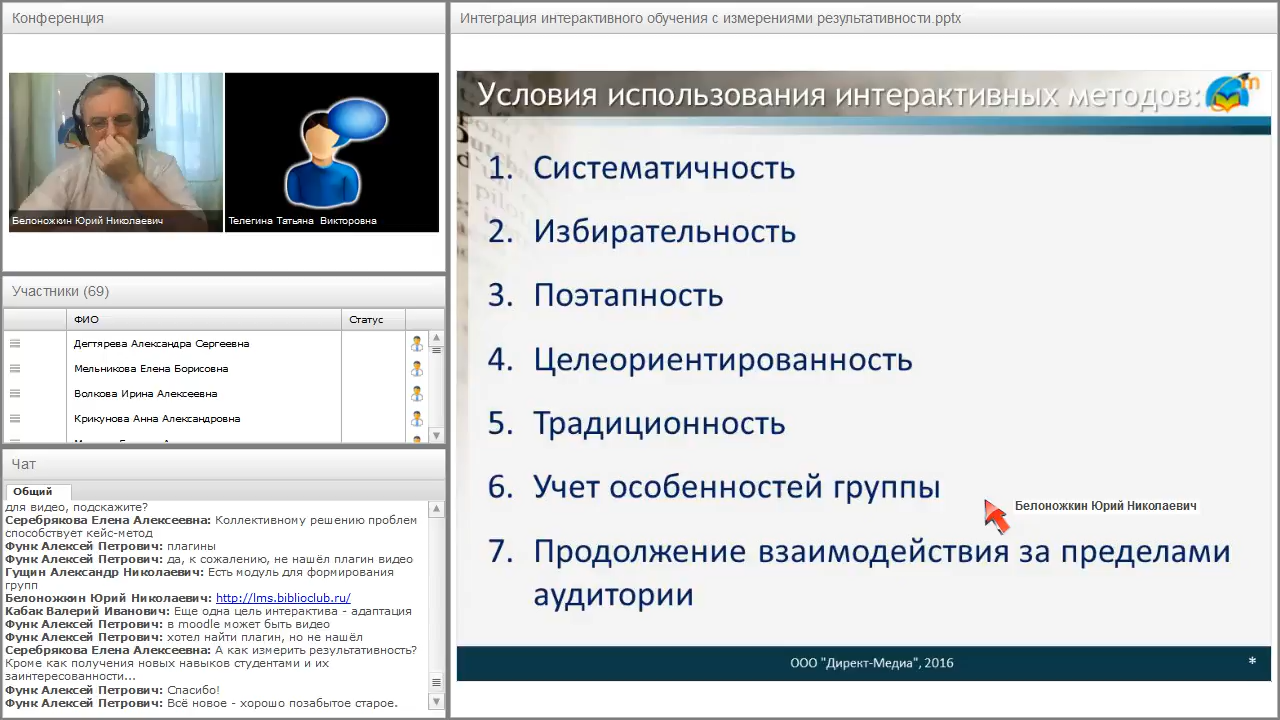 Конференция
Белоножкин Юрий Николаевич
Телегина Татьяна Викторовна
Участники (69)
ФИО
Статус
Дегтярева Александра Сергеевна
Мельникова Елена Борисовна
Волкова Ирина Алексеевна
Крикунова Анна Александровна
Чат
Общий
для видео, подскажите?
Серебрякова Елена Алексеевна: Коллективному решению проблем
способствует кейс-метод
Функ Алексей Петрович: плагины
Функ Алексей Петрович: да, к сожалению, не нашёл плагин видео
Гущин Александр Николаевич: Есть модуль для формирования
групп
Белоножкин Юрий Николаевич: http://lms.biblioclub.ru/
Кабак Валерий Иванович: Еще одна цель интерактива - адаптация
Функ Алексей Петрович: в moodle может быть видео
Функ Алексей Петрович: хотел найти плагин, но не нашёл
Серебрякова Елена Алексеевна: А как измерить результативность?
Кроме как получения новых навыков студентами и их
заинтересованности...
Функ Алексей Петрович: Спасибо!
Функ Алексей Петрович: Всё новое - хорошо позабытое старое.
Интеграция интерактивного обучения с измерениями результативности.pptx
Условия использования интерактивных методов:
1. Систематичность
2. Избирательность
3. Поэтапность
4. Целеориентированность
5. Традиционность
6. Учет особенностей группы
Белоножкин Юрий Николаевич
7. Продолжение взаимодействия за пределами
аудитории
ООО "Директ-Медиа", 2016
*